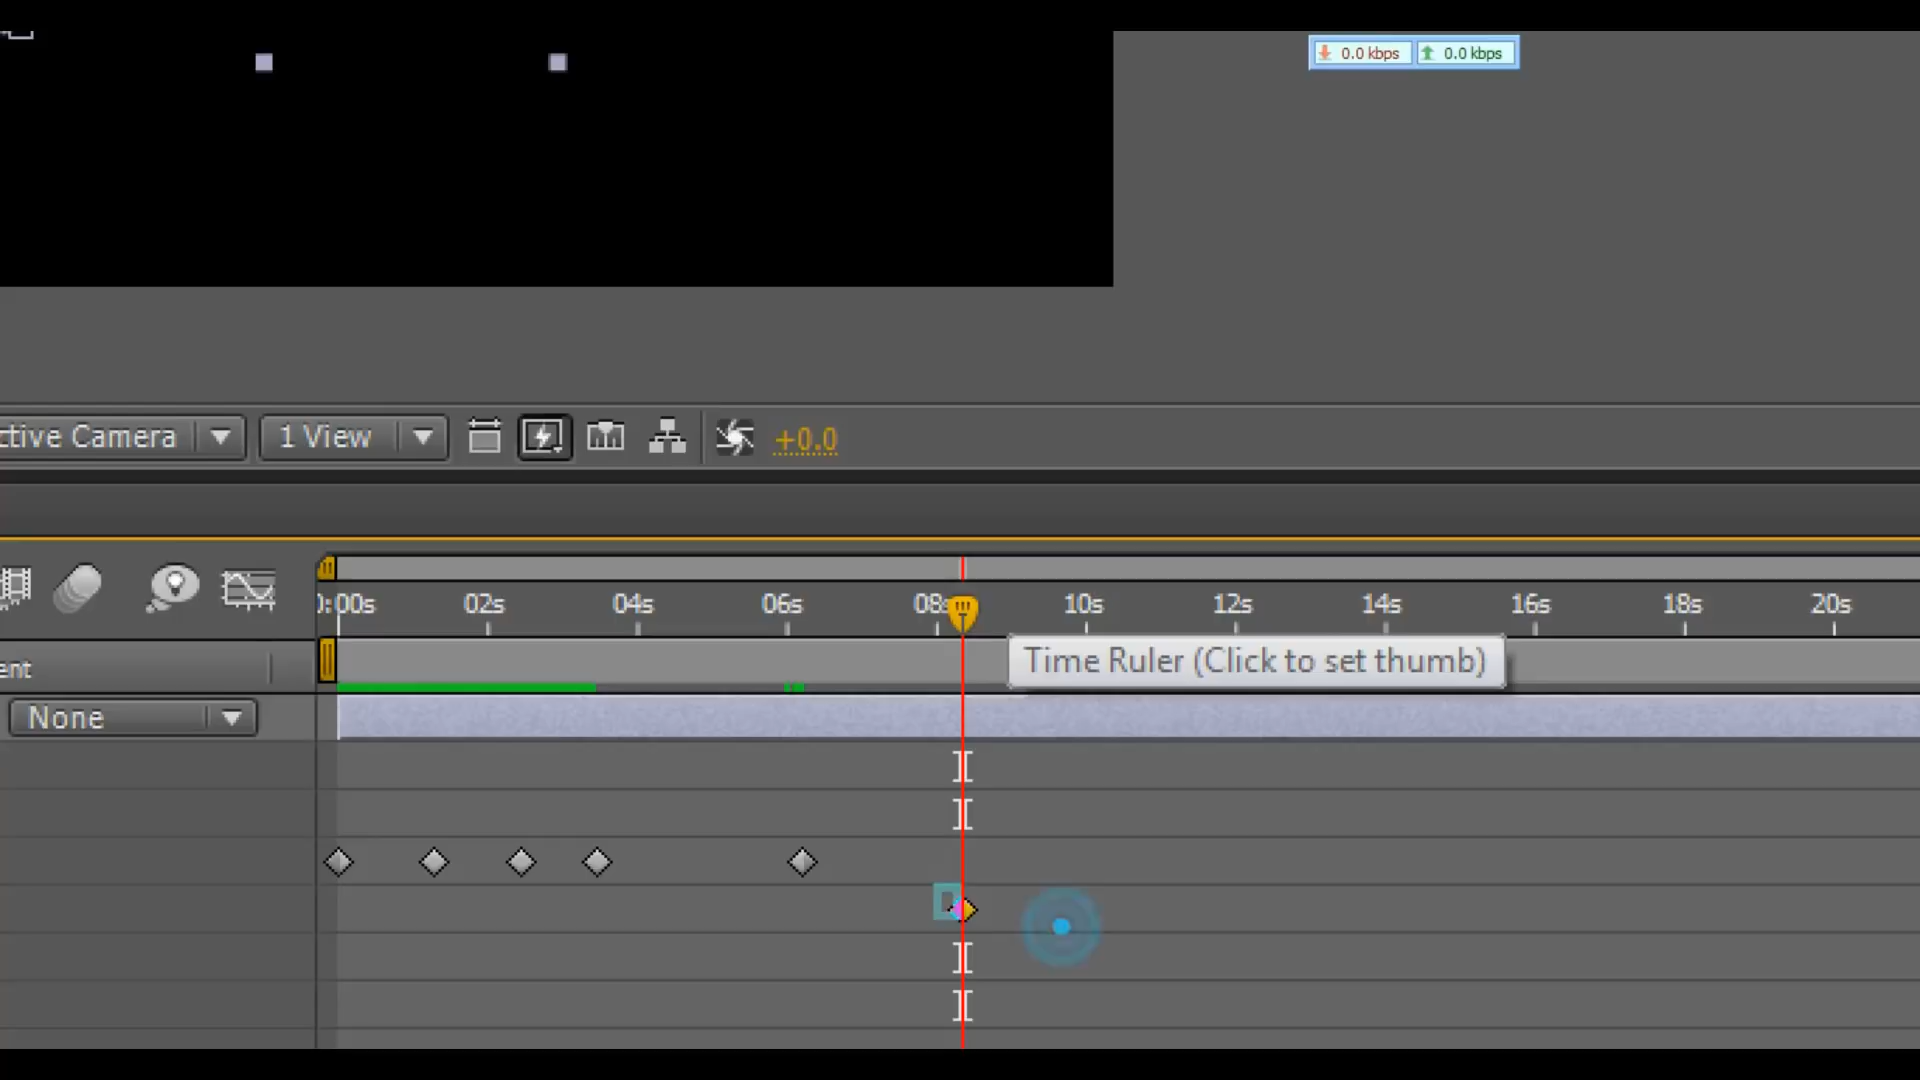 0.0 kbps 0.0 kbps
ctive Camera 1 View +0.0
0:00s 02s 04s 06s 08s 10s 12s 14s 16s 18s 20s
Time Ruler (Click to set thumb)
ent
None